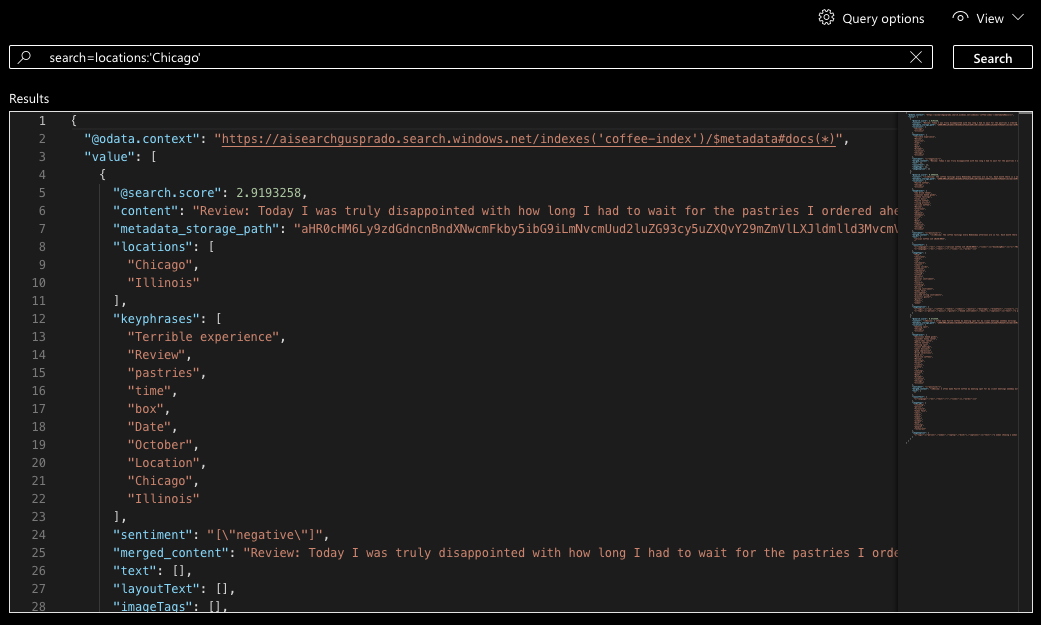 Query options View
search=locations:'Chicago' Search
Results
1 {
2 "@odata.context": "https://aisearchgusprado.search.windows.net/indexes('coffee-index')/$metadata#docs(*)",
3 "value": [
4 {
5 "@search.score": 2.9193258,
6 "content": "Review: Today I was truly disappointed with how long I had to wait for the pastries I ordered ahe
7 "metadata_storage_path": "aHR0cHM6Ly9zdGdncnBndXNwcmFkby5ibG9iLmNvcmUud2luZG93cy5uZXQvY29mZmVlLXJldmlld3Mvcm
8 "locations": [
9 "Chicago",
10 "Illinois"
11 ],
12 "keyphrases": [
13 "Terrible experience",
14 "Review",
15 "pastries",
16 "time",
17 "box",
18 "Date",
19 "October",
20 "Location",
21 "Chicago",
22 "Illinois"
23 ],
24 "sentiment": "[\"negative\"]",
25 "merged_content": "Review: Today I was truly disappointed with how long I had to wait for the pastries I orde
26 "text": [],
27 "layoutText": [],
28 "imageTags": [],